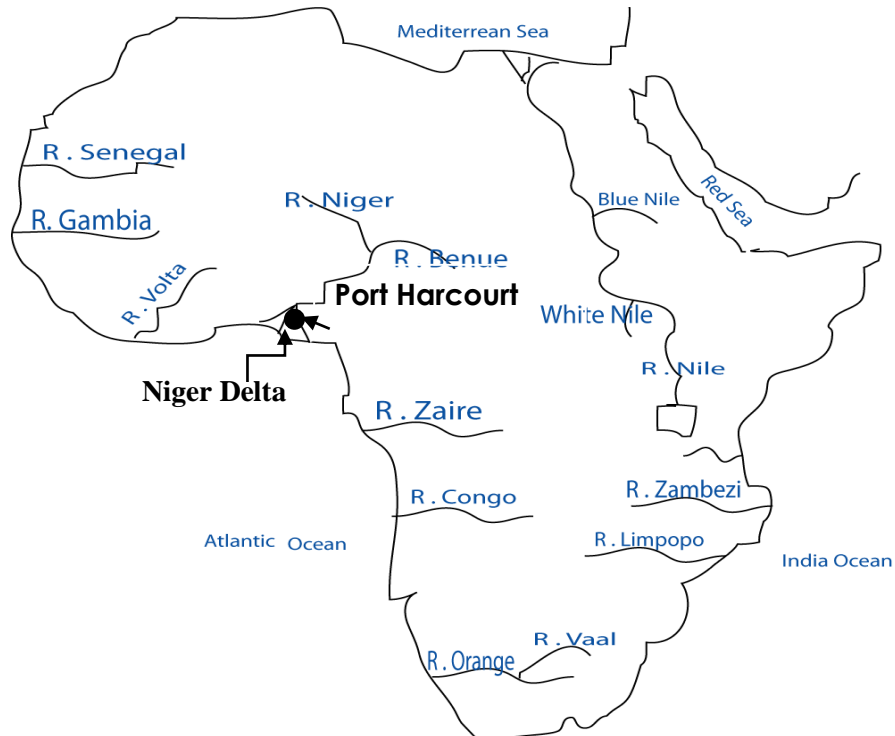 Mediterrean Sea
R . Senegal
Red Sea
R. Niger
Blue Nile
R. Gambia
R . Benue
R . Volta
Port Harcourt
White Nile
R . Nile
Niger Delta
R . Zaire
R . Congo
R . Zambezi
Atlantic Ocean
R . Limpopo
India Ocean
R . Vaal
R . Orange